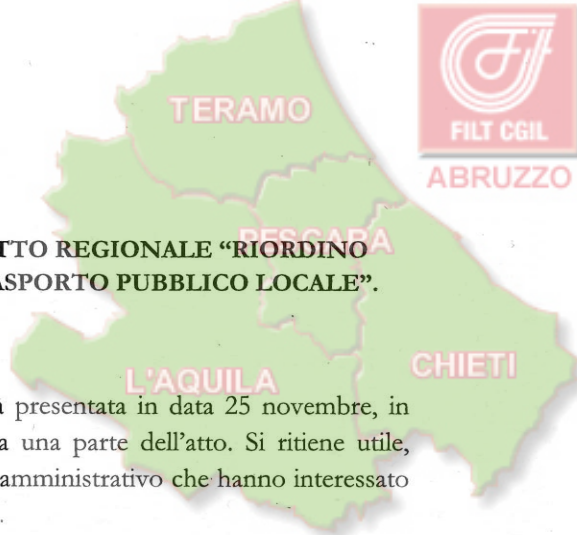 TERAMO
FILT CGIL
ABRUZZO
PESCARA
TTO REGIONALE “RIORDINO
ASPORTO PUBBLICO LOCALE”.
L'AQUILA
CHIETI
presentata in data 25 novembre, in
una parte dell’atto. Si ritiene utile,
amministrativo che hanno interessato